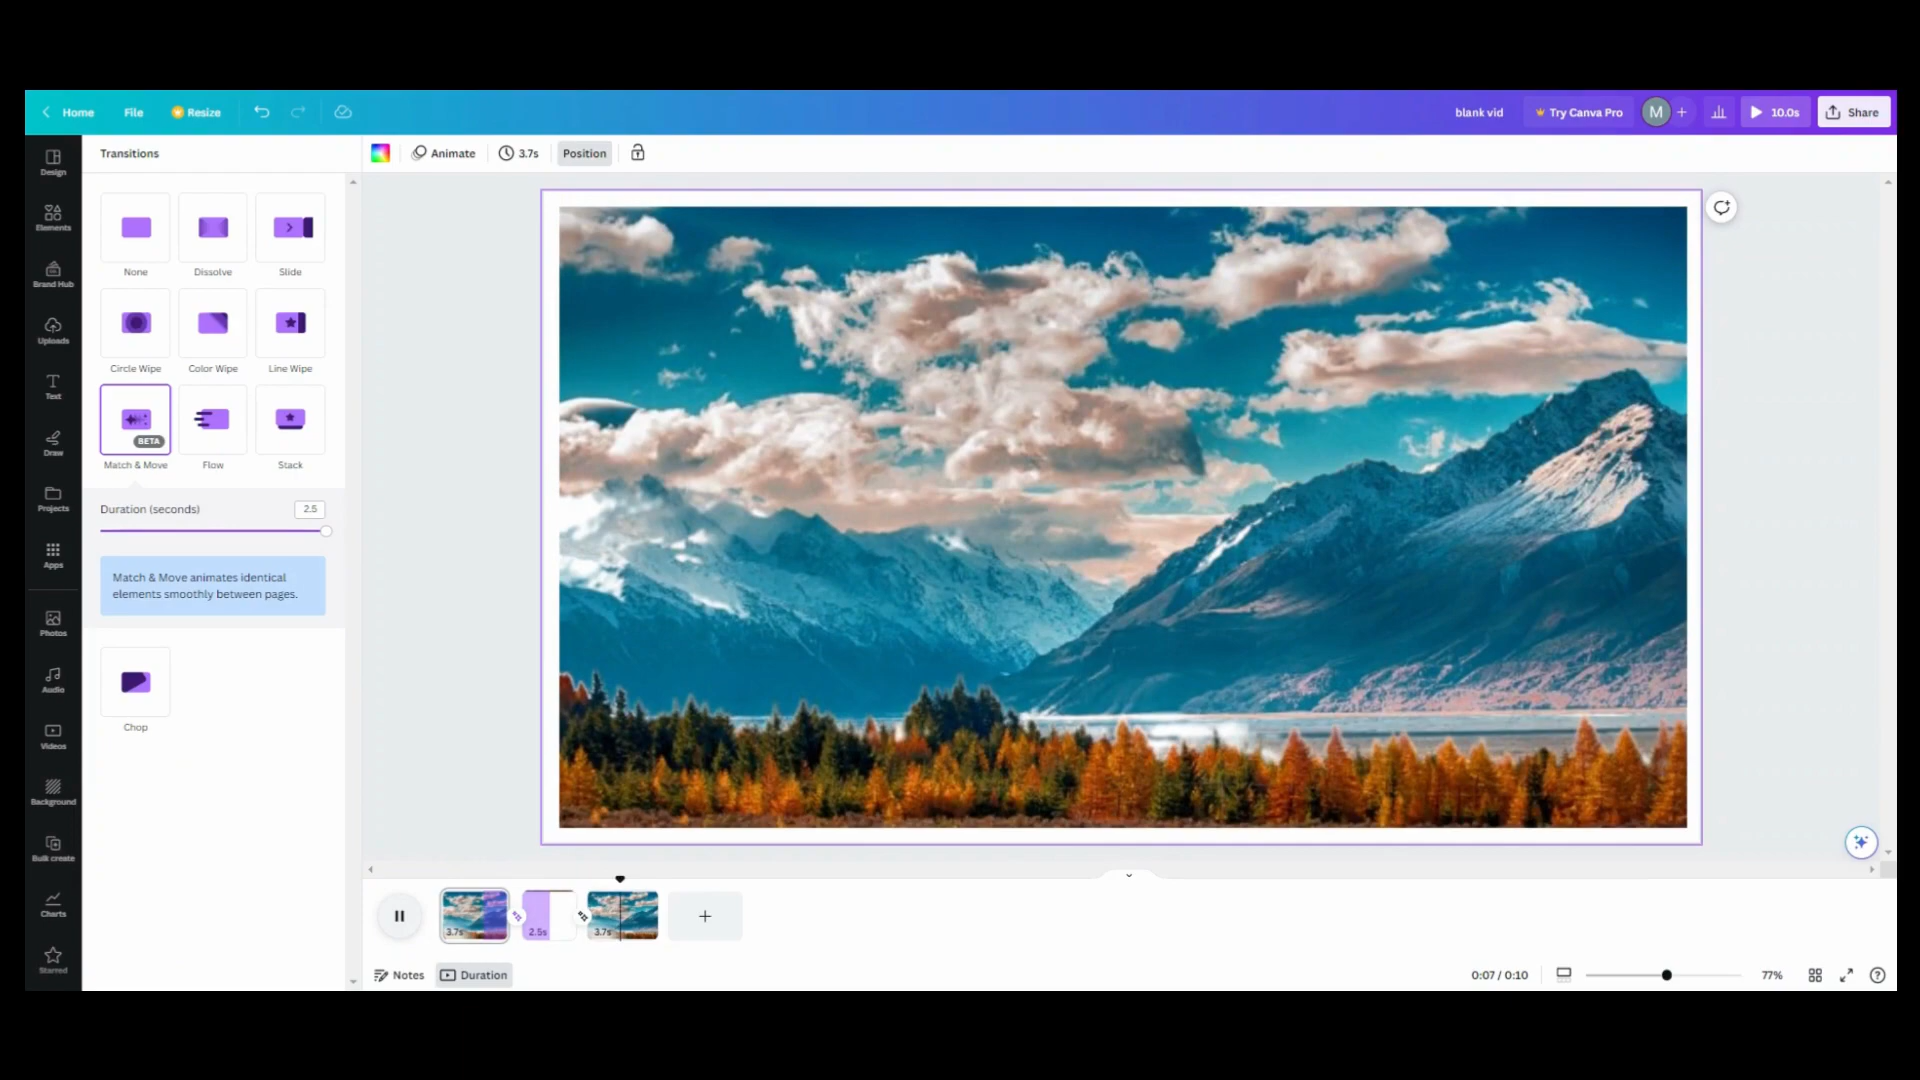 Home File Resize blank vid Try Canva Pro M 10.0s Share
Transitions Animate 3.7s Position
Design
Elements
Brand Hub
Uploads
Text
Draw
Projects
Apps
Photos
Audio
Videos
Background
Bulk create
Charts
Starred
None Dissolve Slide
Circle Wipe Color Wipe Line Wipe
BETA
Match & Move Flow Stack
Duration (seconds) 2.5
Match & Move animates identical
elements smoothly between pages.
Chop
3.7s 2.5s 3.7s
Notes Duration 0:07 / 0:10 77%